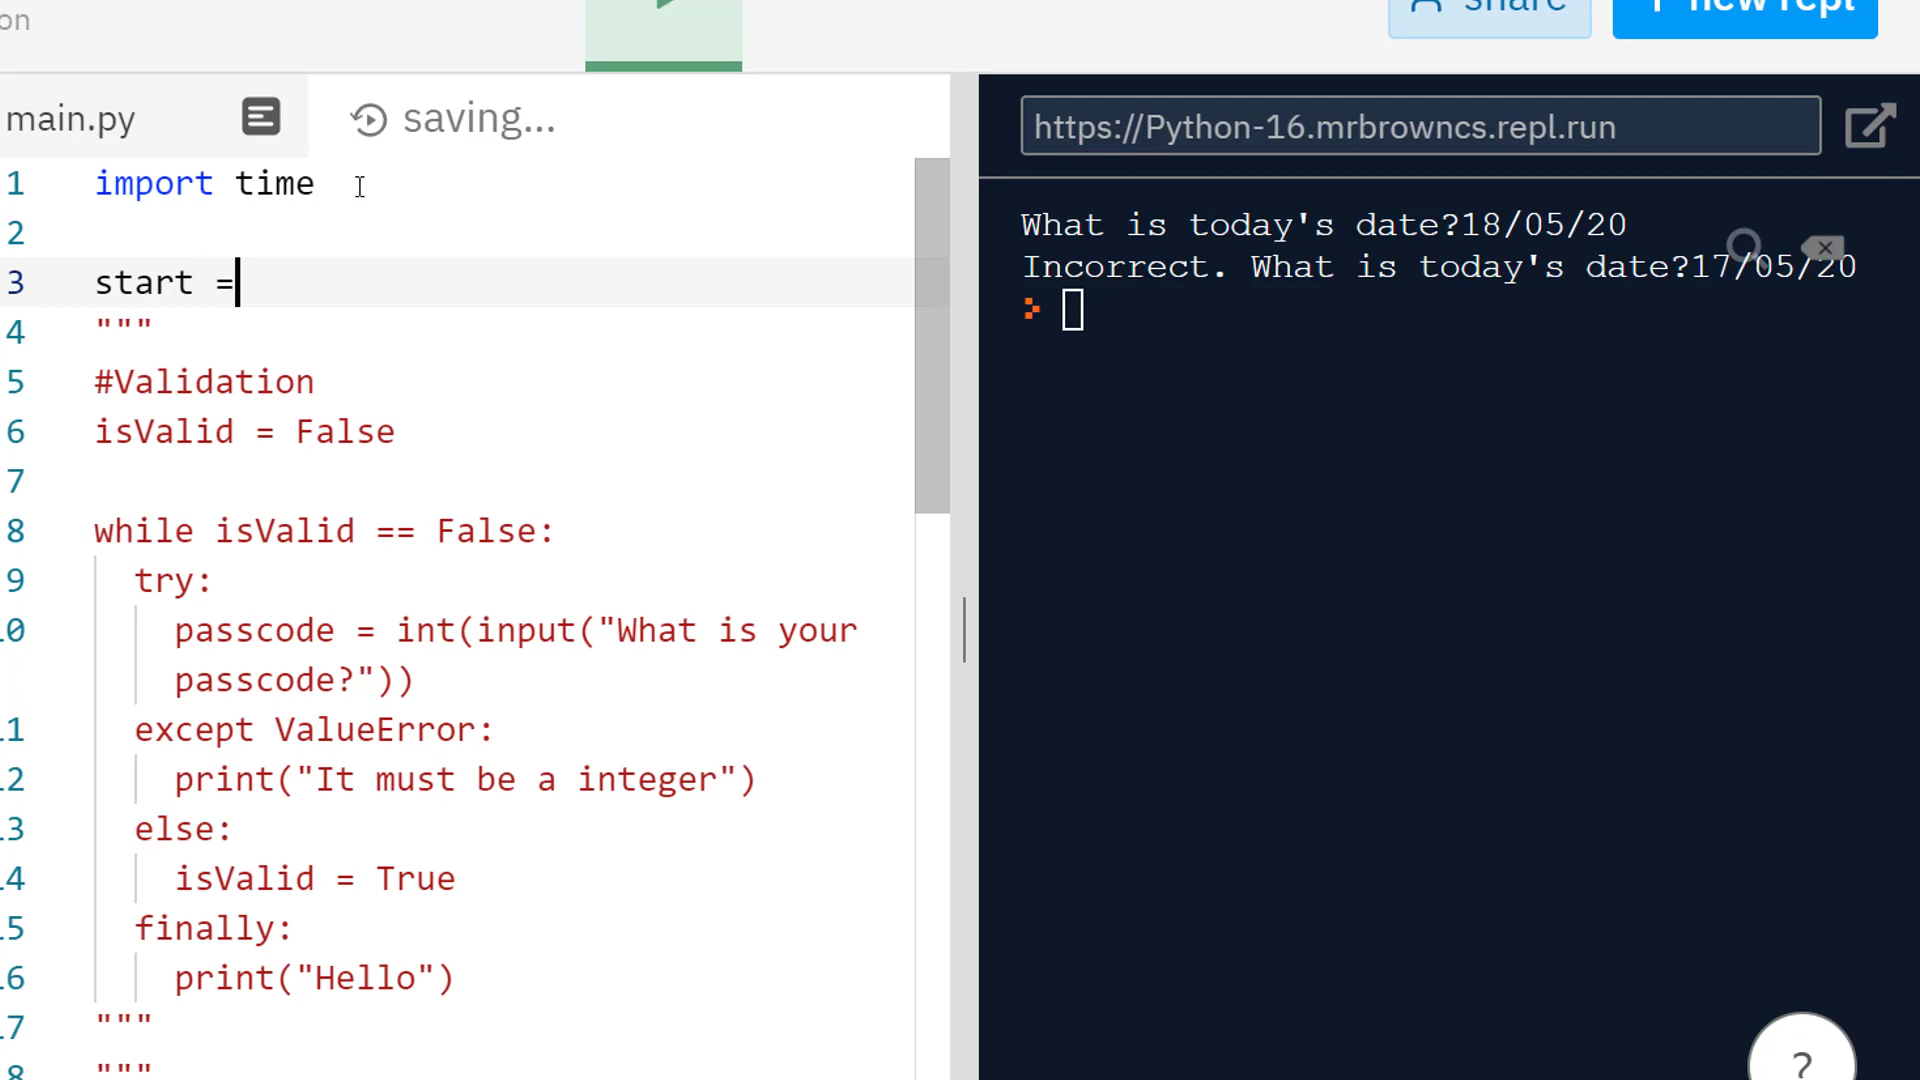 on
share
+ new repl
main.py
saving...
https://Python-16.mrbrowncs.repl.run
1 import time
2
3 start =
4 """
5 #Validation
6 isValid = False
7
8 while isValid == False:
9 try:
10 passcode = int(input("What is your
passcode?"))
11 except ValueError:
12 print("It must be a integer")
13 else:
14 isValid = True
15 finally:
16 print("Hello")
17 """
18 """
What is today's date?18/05/20
Incorrect. What is today's date?17/05/20
?